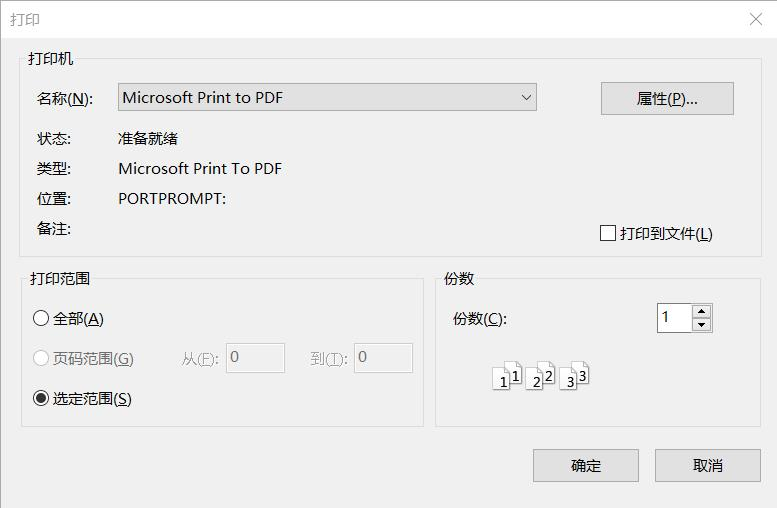 打印
打印机
名称(N): Microsoft Print to PDF 属性(P)...
状态: 准备就绪
类型: Microsoft Print To PDF
位置: PORTPROMPT:
备注:
打印到文件(L)
打印范围
全部(A)
页码范围(G) 从(F): 0 到(T): 0
选定范围(S)
份数
份数(C): 1
1 1 2 2 3 3
确定 取消